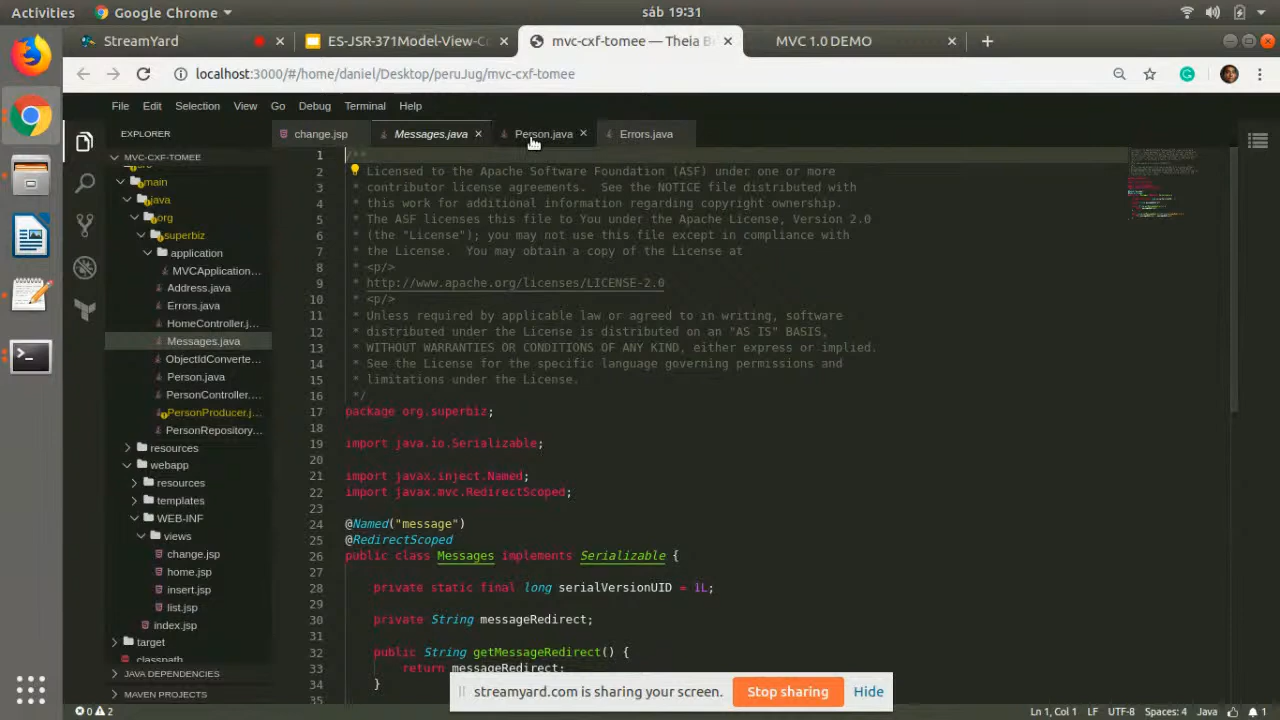 Actividades
Google Chrome
sáb 19:31
StreamYard
ES-JSR-371Model-View-C
mvc-cxf-tomee — Theia B
MVC 1.0 DEMO
localhost:3000/#/home/daniel/Desktop/peruJug/mvc-cxf-tomee
File Edit Selection View Go Debug Terminal Help
EXPLORER
change.jsp
Messages.java
Person.java
Errors.java
MVC-CXF-TOMEE
main
java
org
superbiz
application
MVCApplication...
Address.java
Errors.java
HomeController.j...
Messages.java
ObjectIdConverte...
Person.java
PersonController....
PersonProducer.j...
PersonRepository...
resources
webapp
resources
templates
WEB-INF
views
change.jsp
home.jsp
insert.jsp
list.jsp
index.jsp
target
.classpath
JAVA DEPENDENCIES
MAVEN PROJECTS
1 /**
2 * Licensed to the Apache Software Foundation (ASF) under one or more
3 * contributor license agreements.  See the NOTICE file distributed with
4 * this work for additional information regarding copyright ownership.
5 * The ASF licenses this file to You under the Apache License, Version 2.0
6 * (the "License"); you may not use this file except in compliance with
7 * the License.  You may obtain a copy of the License at
8 * <p/>
9 * http://www.apache.org/licenses/LICENSE-2.0
10 * <p/>
11 * Unless required by applicable law or agreed to in writing, software
12 * distributed under the License is distributed on an "AS IS" BASIS,
13 * WITHOUT WARRANTIES OR CONDITIONS OF ANY KIND, either express or implied.
14 * See the License for the specific language governing permissions and
15 * limitations under the License.
16 */
17 package org.superbiz;
18
19 import java.io.Serializable;
20
21 import javax.inject.Named;
22 import javax.mvc.RedirectScoped;
23
24 @Named("message")
25 @RedirectScoped
26 public class Messages implements Serializable {
27
28 private static final long serialVersionUID = 1L;
29
30 private String messageRedirect;
31
32 public String getMessageRedirect() {
33 return messageRedirect;
34 }
35
streamyard.com is sharing your screen.
Stop sharing
Hide
0 2
Ln 1, Col 1 LF UTF-8 Spaces: 4 Java 1